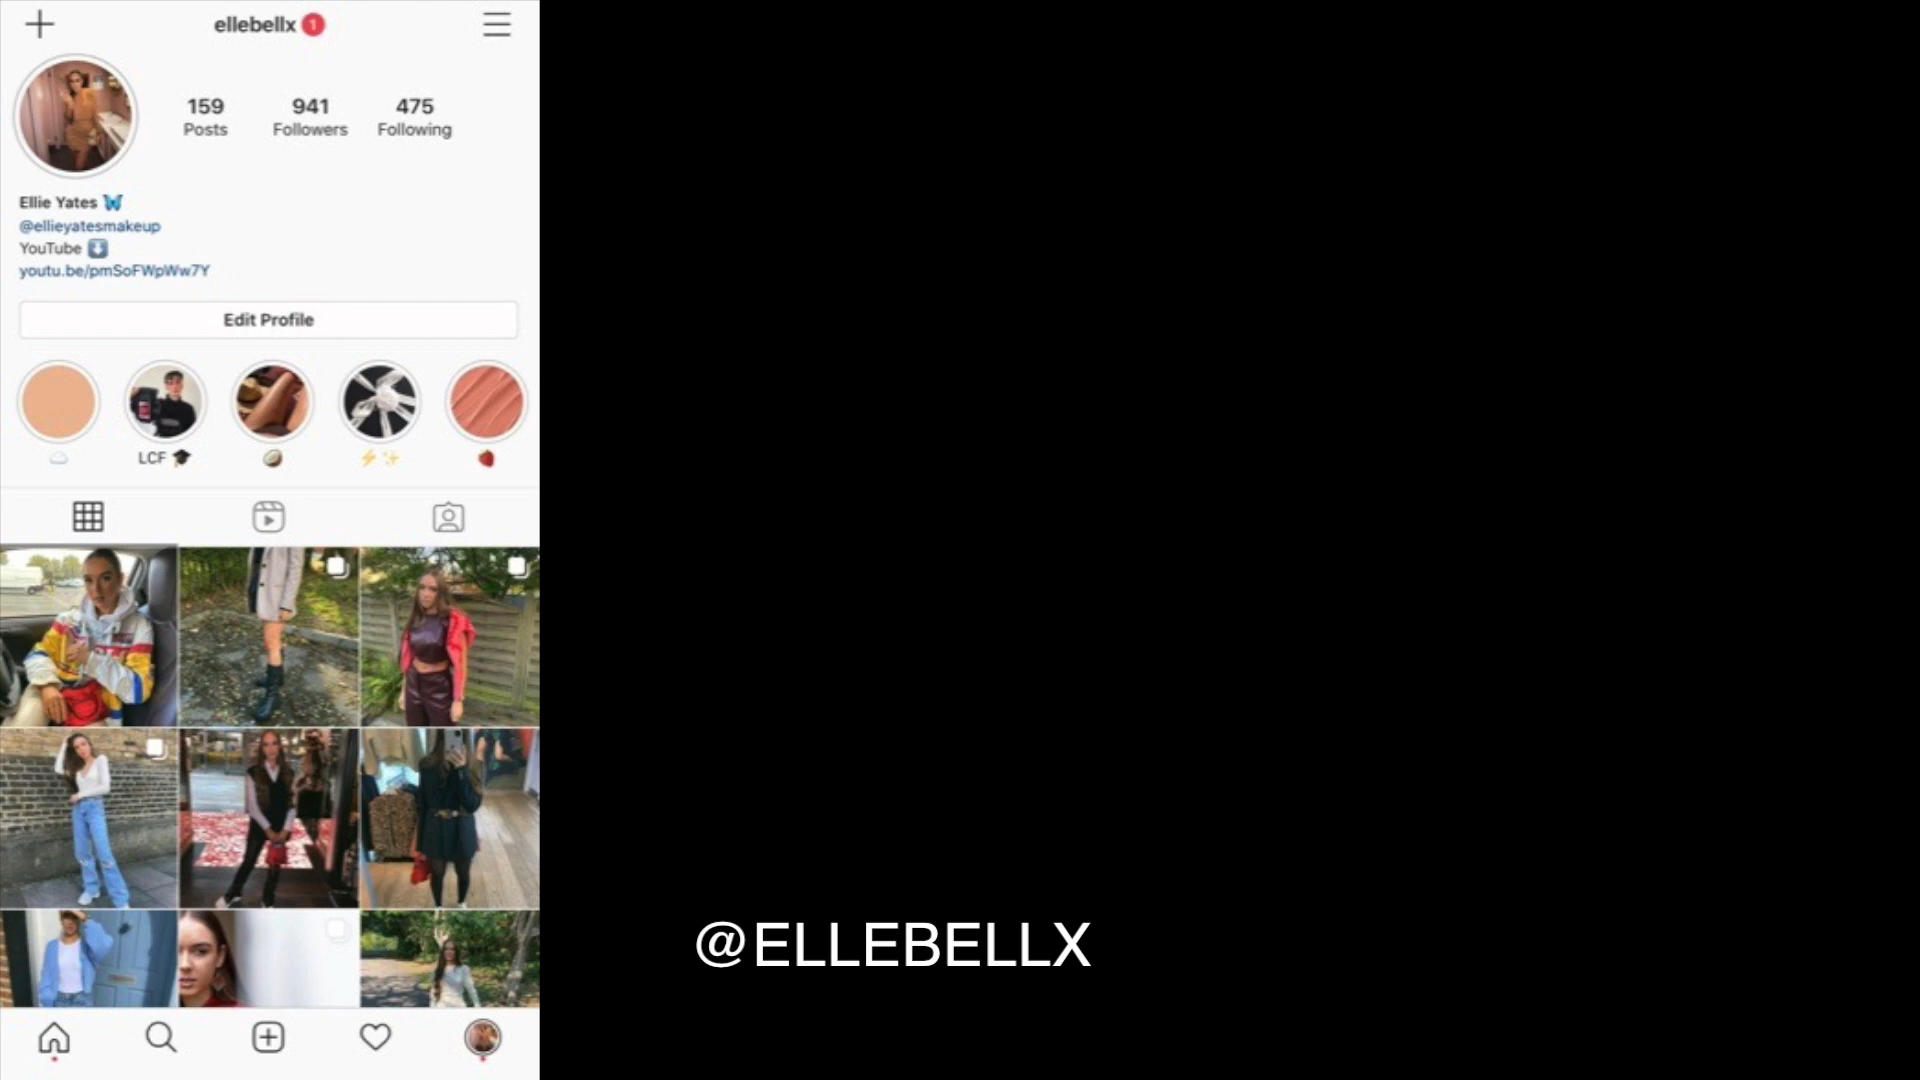 ellebellx 1
159 941 475
Posts Followers Following
Ellie Yates 🦋
@ellieyatesmakeup
YouTube ⬇️
youtu.be/pmSoFWpWw7Y
Edit Profile
LCF 🎓
@ELLEBELLX